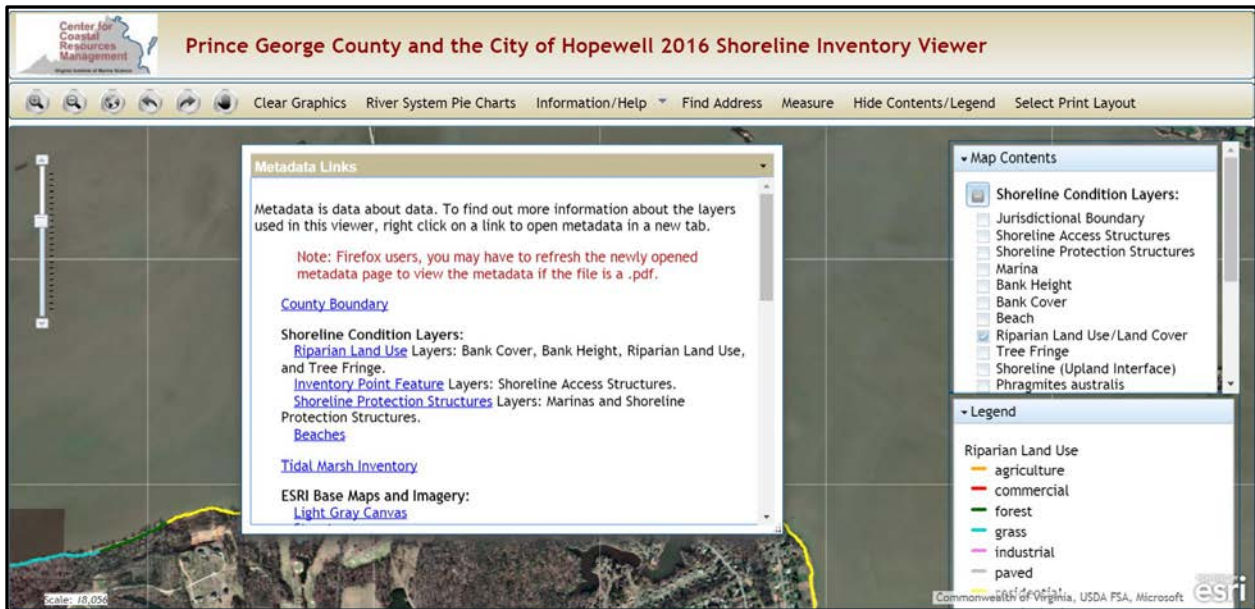 Center for
Coastal
Resources
Management
Virginia Institute of Marine Science
Prince George County and the City of Hopewell 2016 Shoreline Inventory Viewer
Clear Graphics River System Pie Charts Information/Help Find Address Measure Hide Contents/Legend Select Print Layout
Metadata Links
Metadata is data about data. To find out more information about the layers
used in this viewer, right click on a link to open metadata in a new tab.
Note: Firefox users, you may have to refresh the newly opened
metadata page to view the metadata if the file is a .pdf.
County Boundary
Shoreline Condition Layers:
Riparian Land Use Layers: Bank Cover, Bank Height, Riparian Land Use,
and Tree Fringe.
Inventory Point Feature Layers: Shoreline Access Structures.
Shoreline Protection Structures Layers: Marinas and Shoreline
Protection Structures.
Beaches
Tidal Marsh Inventory
ESRI Base Maps and Imagery:
Light Gray Canvas
Map Contents
Shoreline Condition Layers:
Jurisdictional Boundary
Shoreline Access Structures
Shoreline Protection Structures
Marina
Bank Height
Bank Cover
Beach
Riparian Land Use/Land Cover
Tree Fringe
Shoreline (Upland Interface)
Phragmites australis
Legend
Riparian Land Use
agriculture
commercial
forest
grass
industrial
paved
residential
Scale: 18,056
Commonwealth of Virginia, USDA FSA, Microsoft
esri